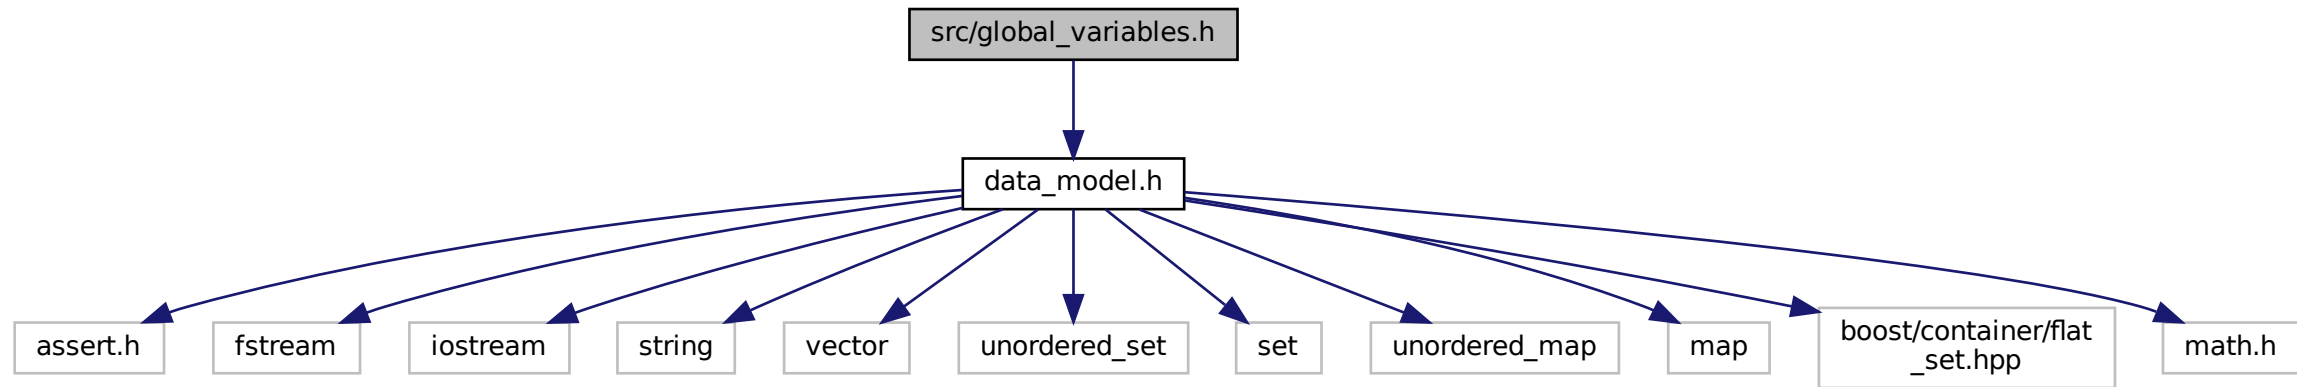 src/global_variables.h
data_model.h
assert.h
fstream
iostream
string
vector
unordered_set
set
unordered_map
map
boost/container/flat
_set.hpp
math.h